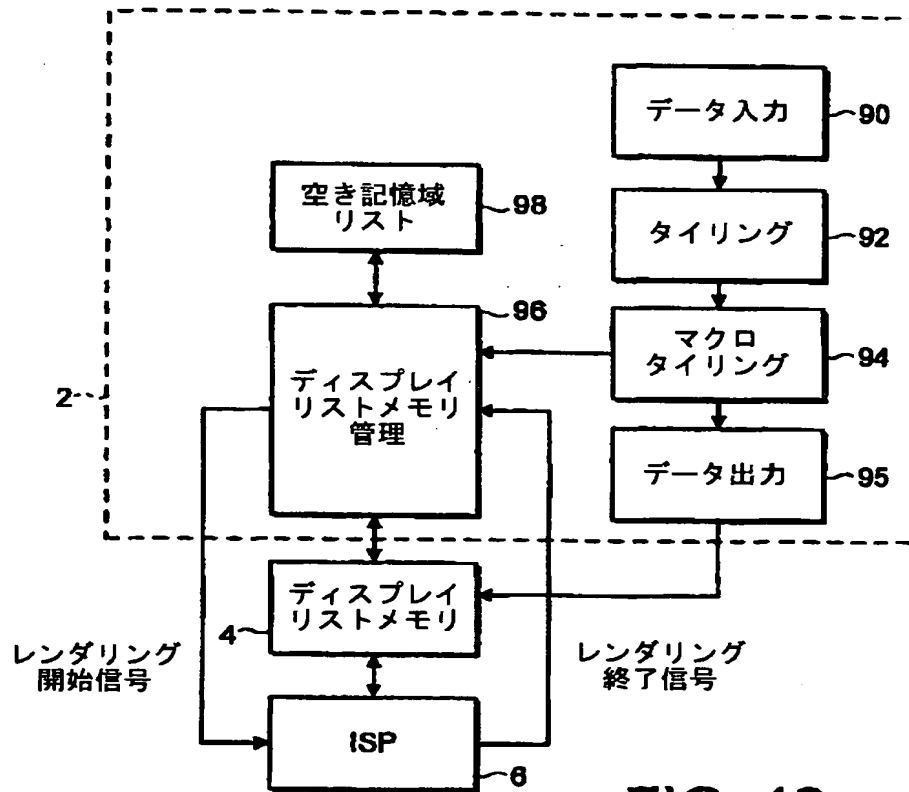 データ入力
90
空き記憶域
リスト
98
タイリング
92
96
マクロ
タイリング
94
ディスプレイ
リストメモリ
管理
2
データ出力
95
ディスプレイ
リストメモリ
4
レンダリング
開始信号
レンダリング
終了信号
ISP
6